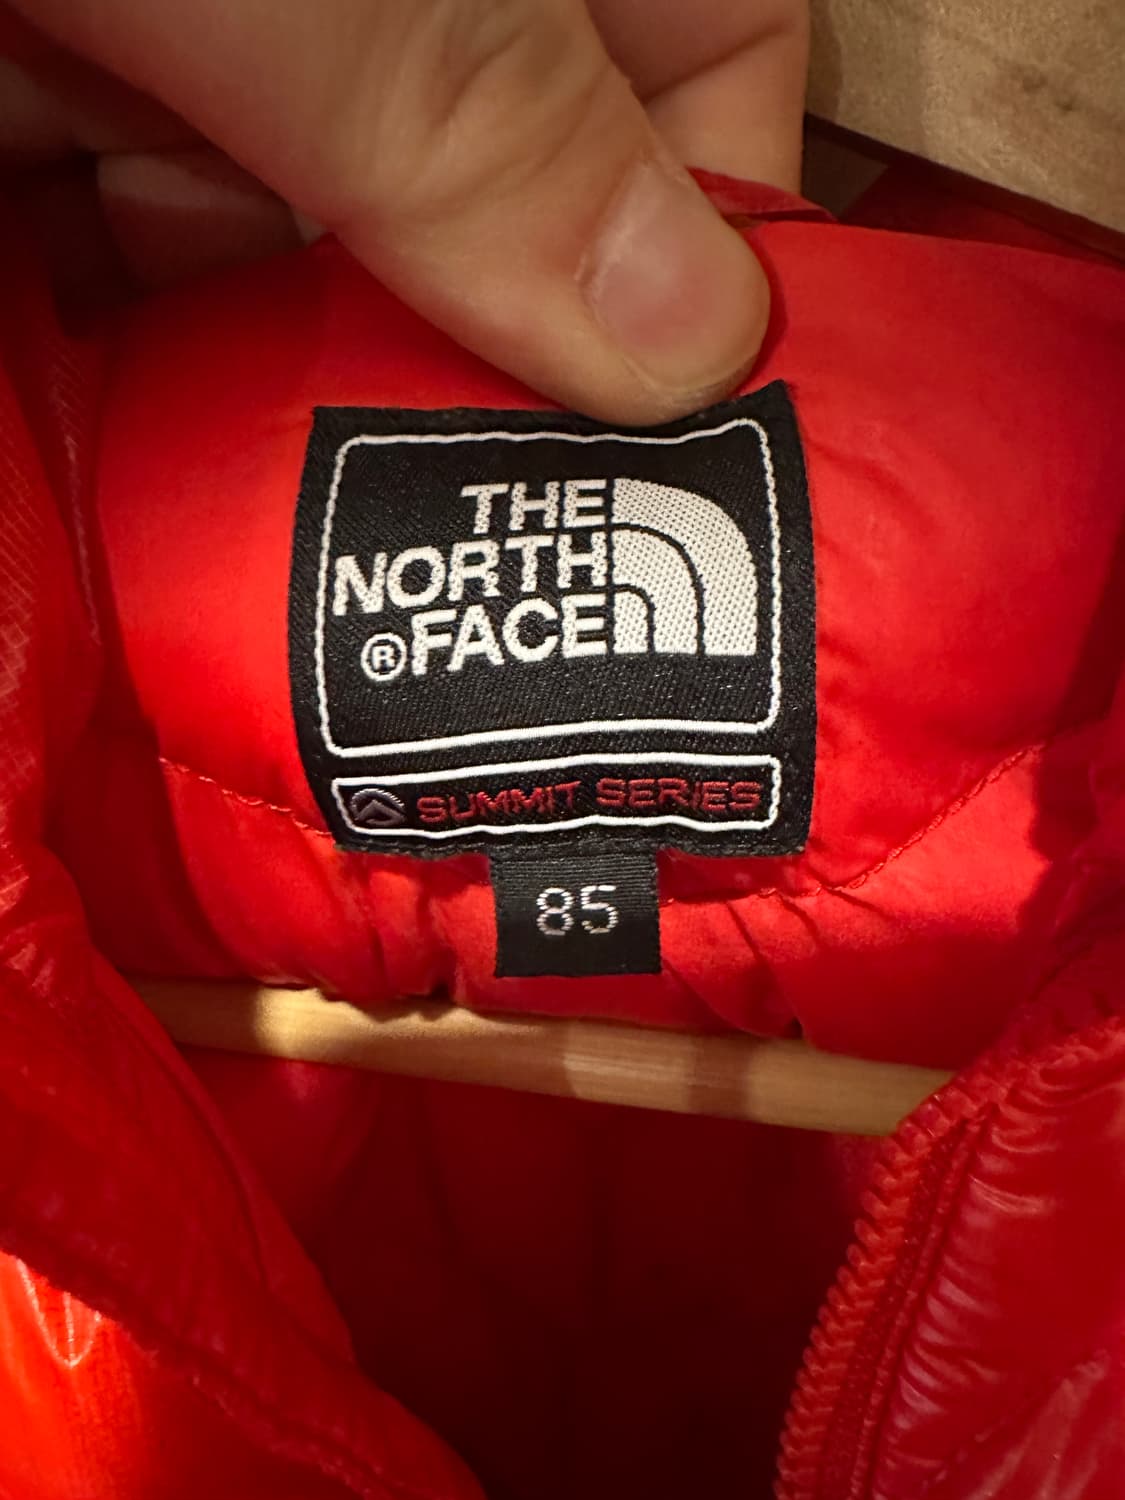 THE
NORTH
®FACE
SUMMIT SERIES
85